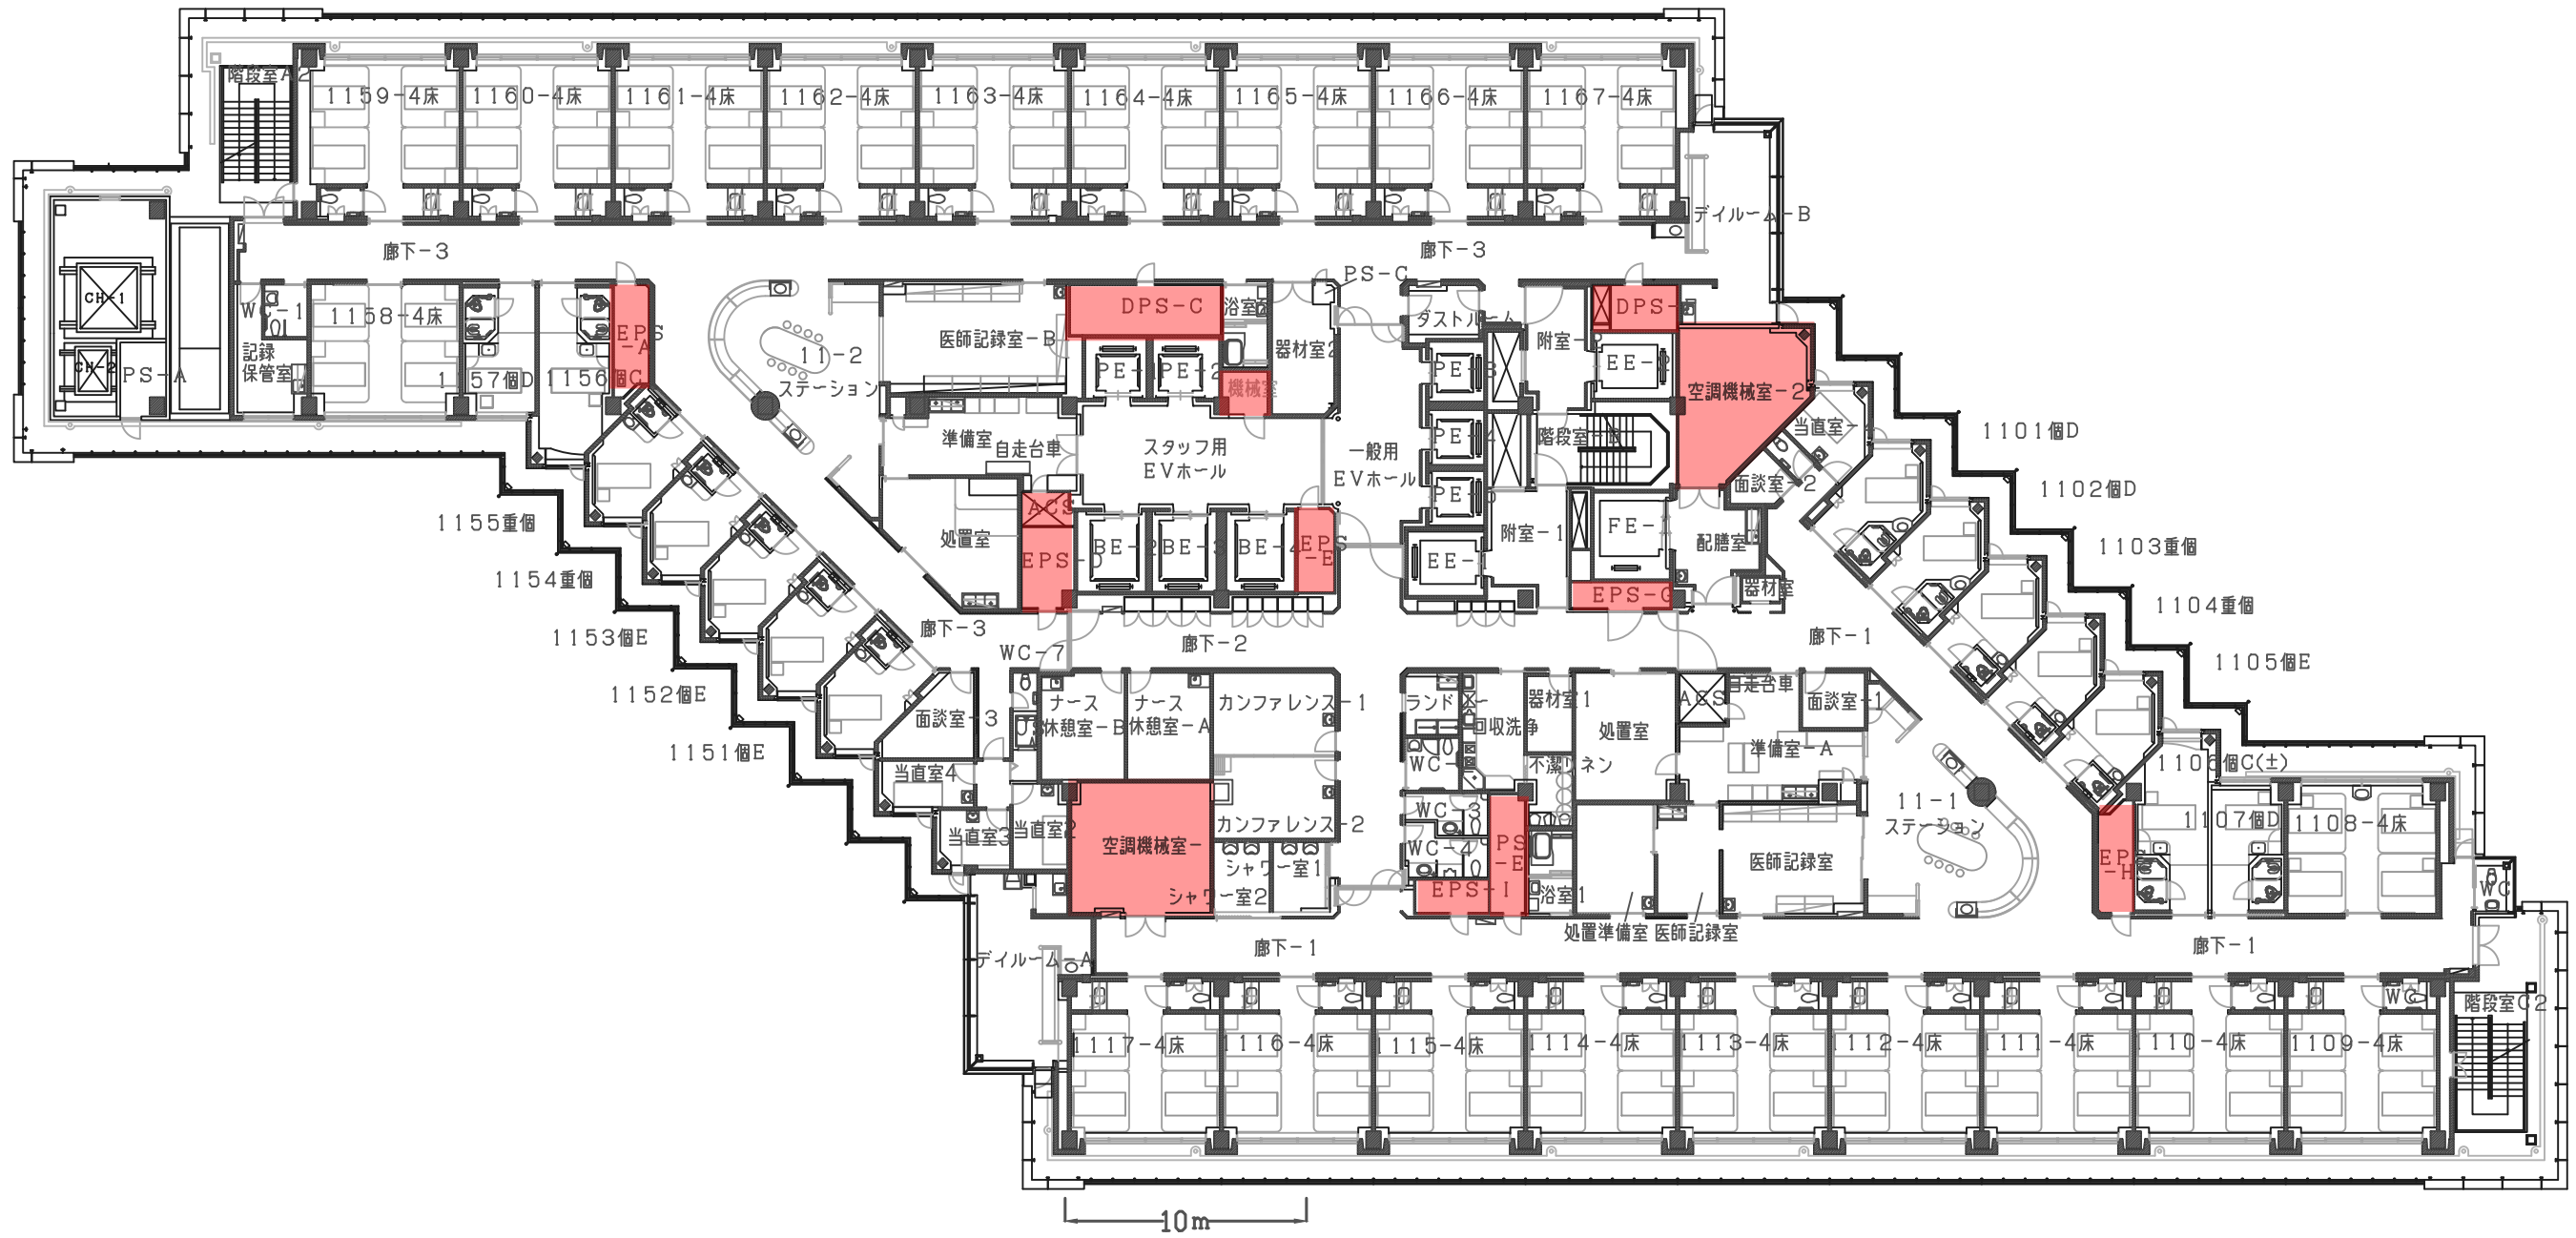 階段室A2
1159-4床
1160-4床
1161-4床
1162-4床
1163-4床
1164-4床
1165-4床
1166-4床
1167-4床
デイルーム-B
廊下-3
廊下-3
PS-C
CH-1
CH-2
PS-A
WC-1
記録
保管室
1158-4床
1157個D
1156個C
EPS
-A
11-2
ステーション
医師記録室-B
DPS-C
PE-1
PE-2
機械室
器材室2
ダストルーム
PE-3
PE-4
PE-5
EE-2
空調機械室-2
準備室
自走台車
スタッフ用
EVホール
一般用
EVホール
階段室-B
面談室-2
1101個D
1102個D
1103重個
1104重個
1105個E
1155重個
1154重個
1153個E
1152個E
1151個E
処置室
ACS
EPS-D
BE-2
BE-3
BE-4
EPS
-E
EE-1
附室-1
配膳室
器材室
EPS-G
廊下-3
WC-7
廊下-2
廊下-1
面談室-3
ナース
休憩室-B
ナース
休憩室-A
カンファレンス-1
回収洗浄
器材室1
処置室
ACS
自走台車
準備室-A
面談室-1
不潔リネン
当直室4
当直室3
当直室2
空調機械室-
カンファレンス-2
シャワー室1
シャワー室2
WC-3
WC-4
EPS-I
PS
-E
浴室1
処置準備室
医師記録室
医師記録室
11-1
ステーション
1106個C(±)
1107個D
1108-4床
-H
WC
デイルーム-A
廊下-1
廊下-1
WC
階段室C2
1117-4床
1116-4床
1115-4床
1114-4床
1113-4床
1112-4床
1111-4床
1110-4床
1109-4床
10m